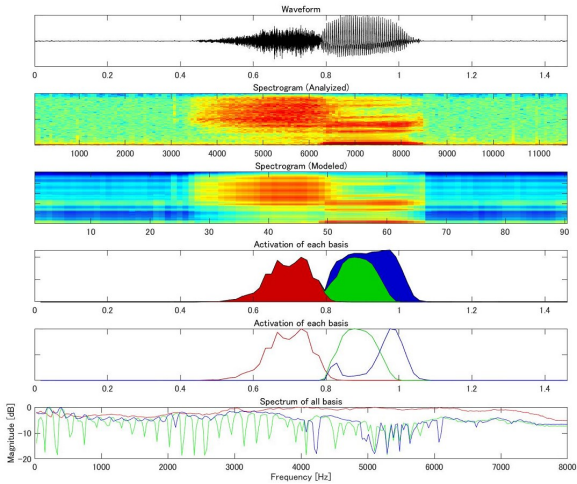 Waveform
0 0.2 0.4 0.6 0.8 1 1.2 1.4
Spectrogram (Analyized)
1000 2000 3000 4000 5000 6000 7000 8000 9000 10000 11000
Spectrogram (Modeled)
10 20 30 40 50 60 70 80 90
Activation of each basis
0 0.2 0.4 0.6 0.8 1 1.2 1.4
Activation of each basis
0 0.2 0.4 0.6 0.8 1 1.2 1.4
Spectrum of all basis
Magnitude [dB]
0
-10
-20
0 1000 2000 3000 4000 5000 6000 7000 8000
Frequency [Hz]